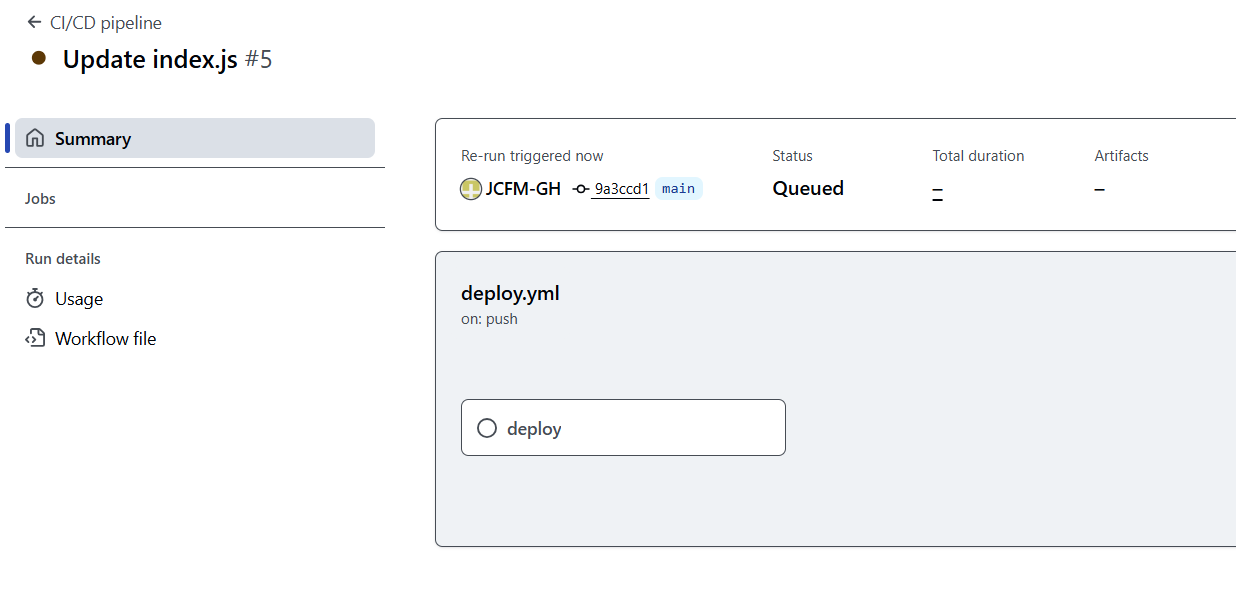 CI/CD pipeline
Update index.js #5
Summary
Jobs
Run details
Usage
Workflow file
Re-run triggered now
JCFM-GH 9a3ccd1 main
Status
Queued
Total duration
–
Artifacts
–
deploy.yml
on: push
deploy